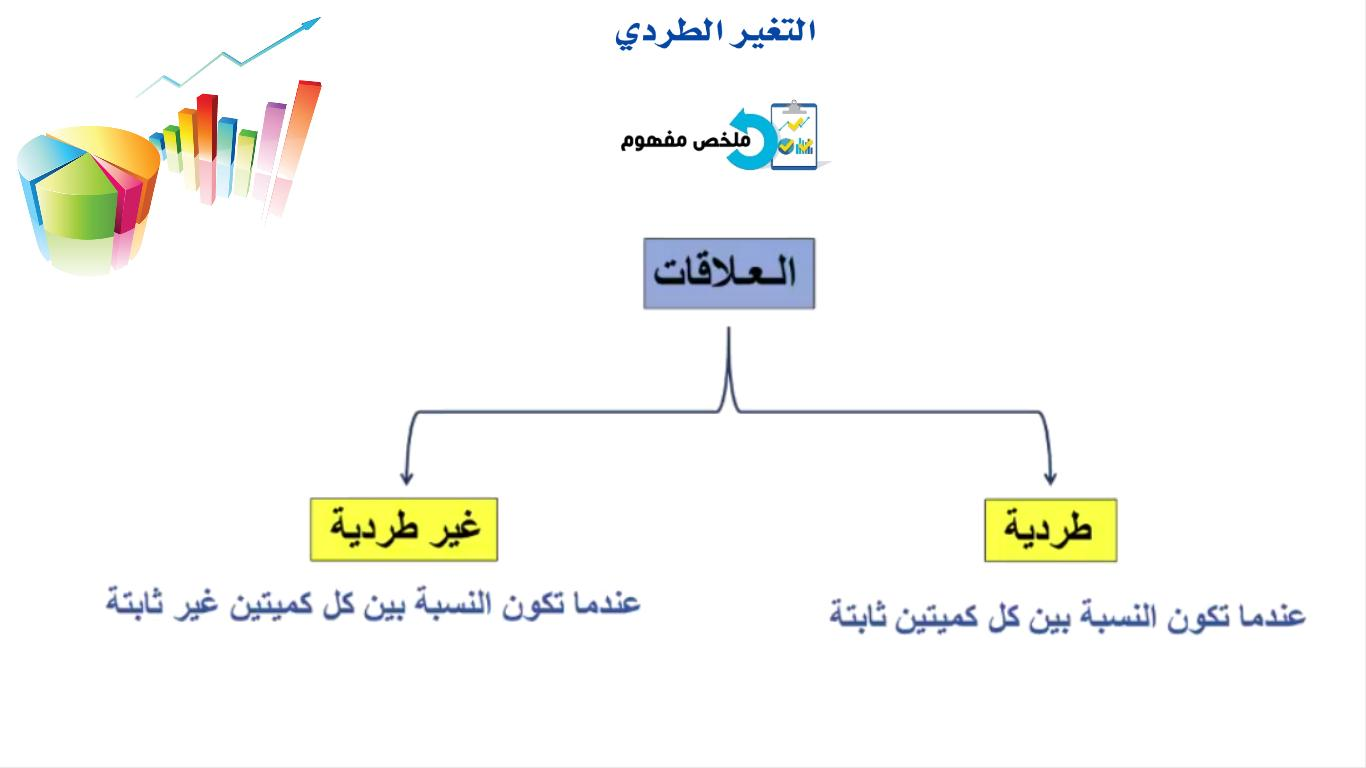 التغير الطردي
ملخص مفهوم
العلاقات
طردية
غير طردية
عندما تكون النسبة بين كل كميتين ثابتة
عندما تكون النسبة بين كل كميتين غير ثابتة